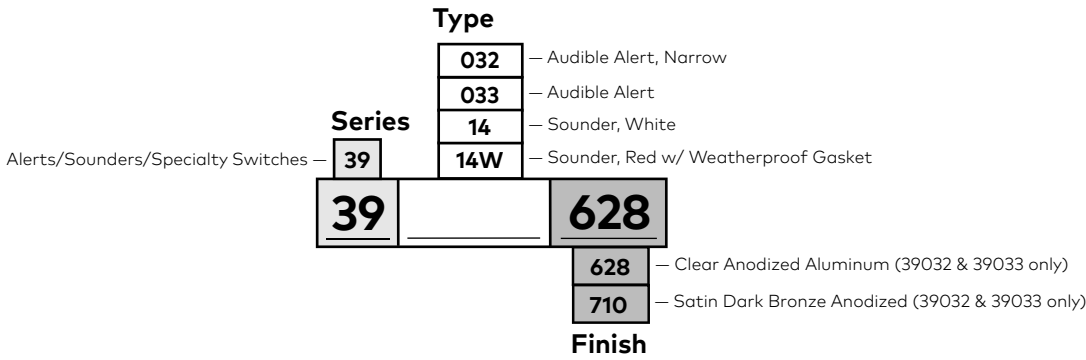 Type
032 — Audible Alert, Narrow
033 — Audible Alert
Series
14 — Sounder, White
Alerts/Sounders/Specialty Switches — 39
14W — Sounder, Red w/ Weatherproof Gasket
39 628
628 — Clear Anodized Aluminum (39032 & 39033 only)
710 — Satin Dark Bronze Anodized (39032 & 39033 only)
Finish